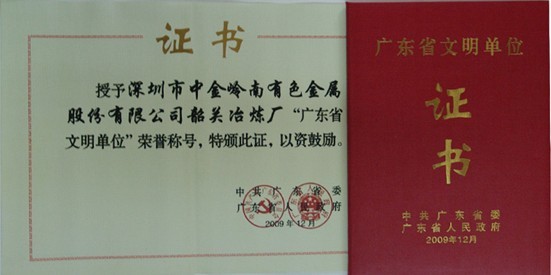 证书
授予深圳市中金岭南有色金属
股份有限公司韶关冶炼厂“广东省
文明单位”荣誉称号，特颁此证，以资鼓励。
中共广东省委
广东省人民政府
2009年12月
广东省文明单位
证
书
中共广东省委
广东省人民政府
2009年12月